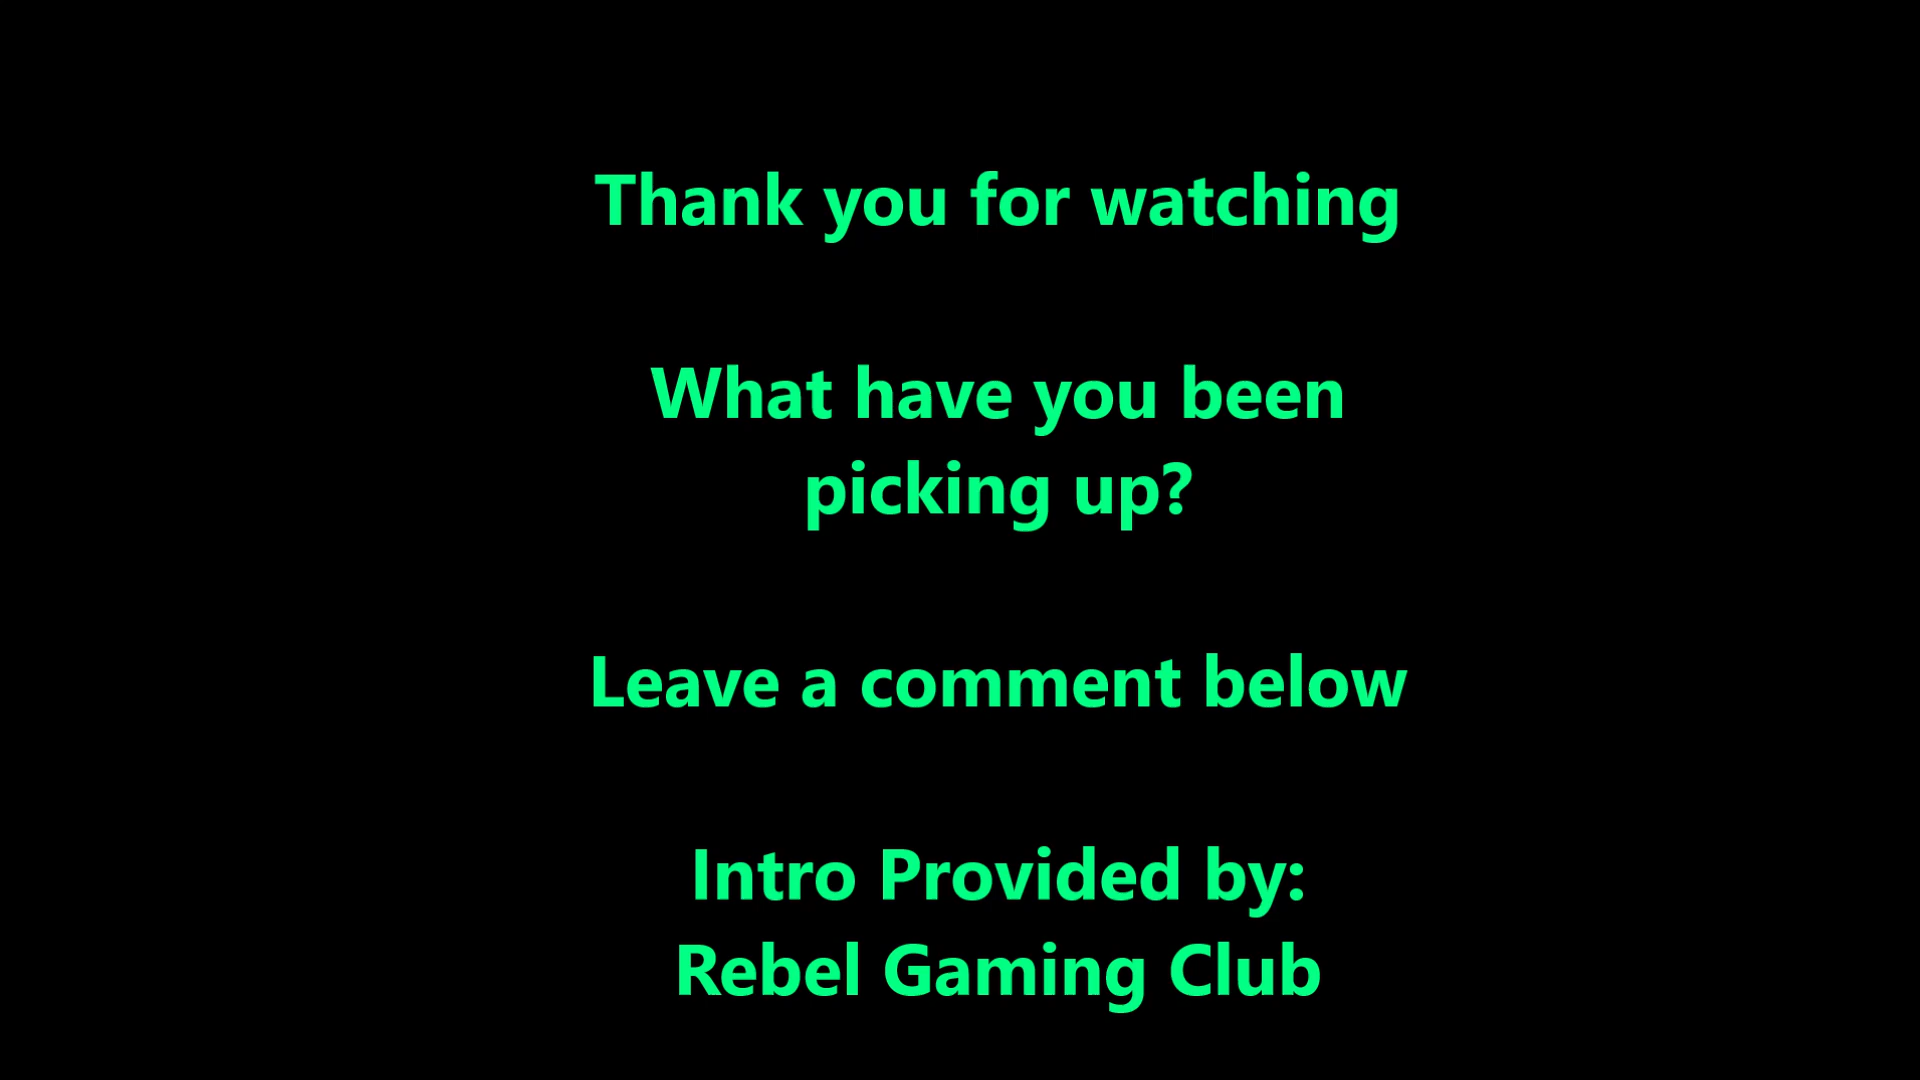 Thank you for watching
What have you been
picking up?
Leave a comment below
Intro Provided by:
Rebel Gaming Club